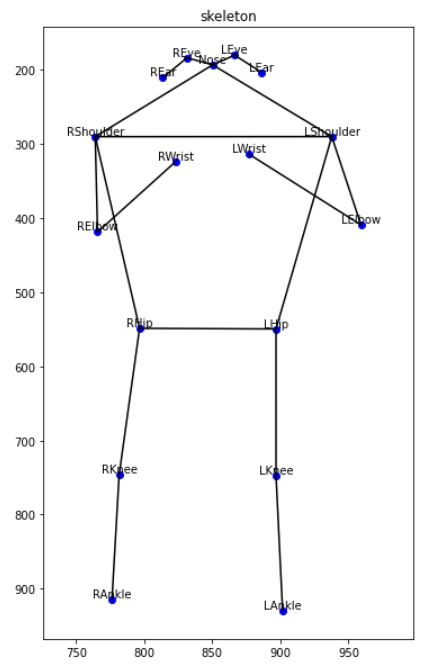 skeleton
REye
LEye
Nose
REar
LEar
200
RShoulder
LShoulder
300
RWrist
LWrist
400
RElbow
LElbow
500
RHip
LHip
600
700
RKnee
LKnee
800
900
RAnkle
LAnkle
750
800
850
900
950